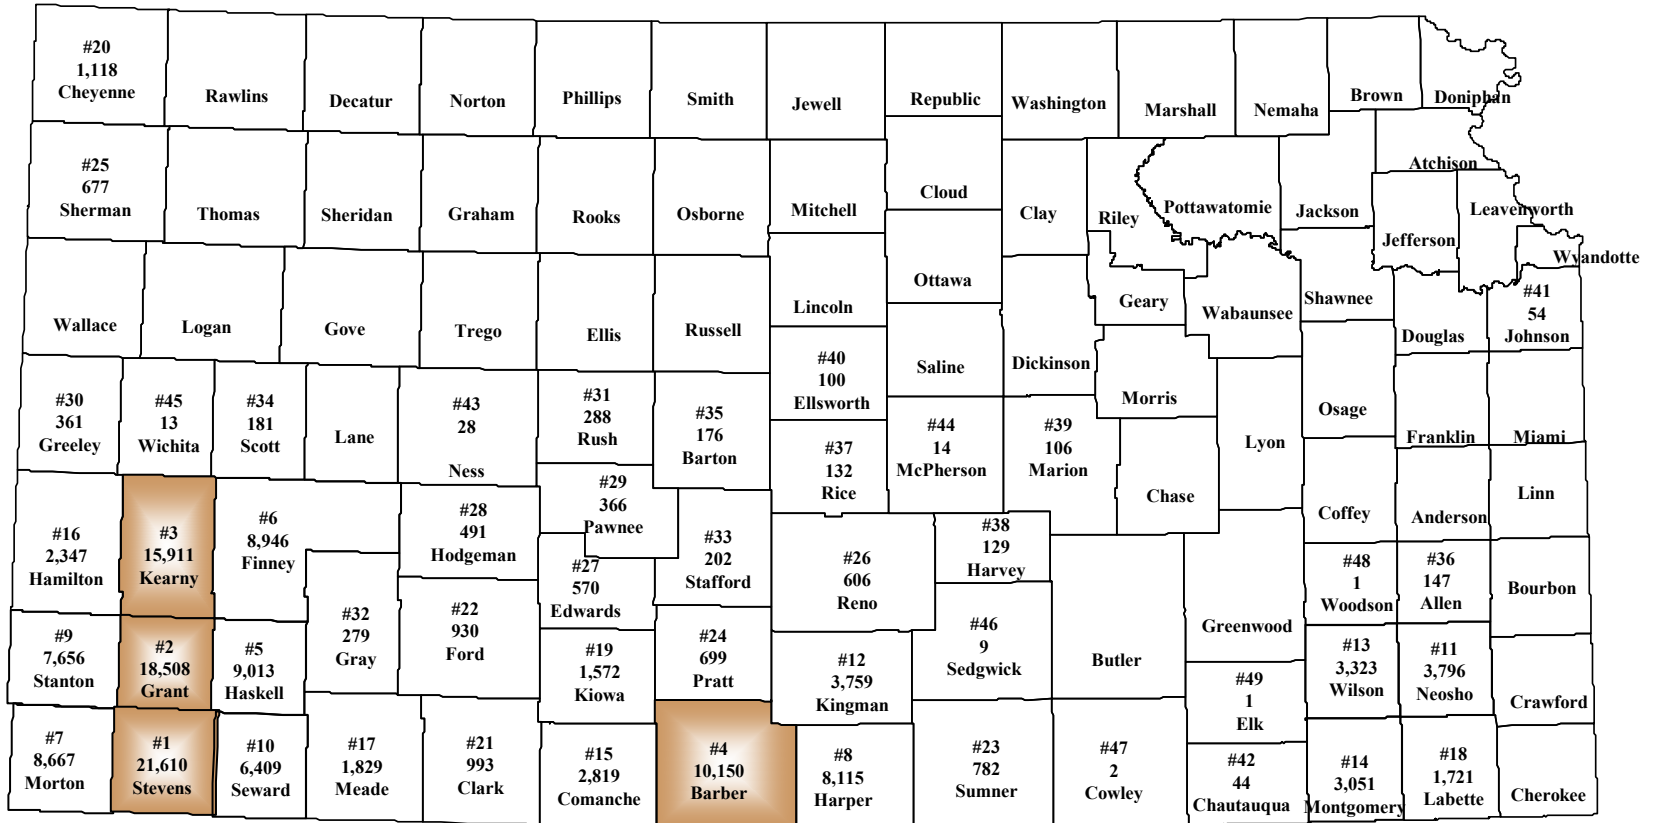 #20
1,118
Cheyenne
Rawlins
Decatur
Norton
Phillips
Smith
Jewell
Republic
Washington
Marshall
Nemaha
Brown
Doniphan
#25
677
Sherman
Thomas
Sheridan
Graham
Rooks
Osborne
Mitchell
Cloud
Clay
Riley
Pottawatomie
Jackson
Atchison
Jefferson
Leavenworth
Wyandotte
Wallace
Logan
Gove
Trego
Ellis
Russell
Lincoln
Ottawa
Saline
Dickinson
Geary
Wabaunsee
Shawnee
Douglas
#41
54
Johnson
#30
361
Greeley
#45
13
Wichita
#34
181
Scott
Lane
#43
28
Ness
#31
288
Rush
#35
176
Barton
#40
100
Ellsworth
#37
132
Rice
#44
14
McPherson
#39
106
Marion
Morris
Chase
Lyon
Osage
Franklin
Miami
#16
2,347
Hamilton
#3
15,911
Kearny
#6
8,946
Finney
#28
491
Hodgeman
#29
366
Pawnee
#27
570
Edwards
#33
202
Stafford
#26
606
Reno
#38
129
Harvey
#46
9
Sedgwick
Butler
Greenwood
Coffey
Anderson
Linn
#48
1
Woodson
#36
147
Allen
Bourbon
#9
7,656
Stanton
#2
18,508
Grant
#5
9,013
Haskell
#32
279
Gray
#22
930
Ford
#19
1,572
Kiowa
#24
699
Pratt
#12
3,759
Kingman
#49
1
Elk
#13
3,323
Wilson
#11
3,796
Neosho
Crawford
#7
8,667
Morton
#1
21,610
Stevens
#10
6,409
Seward
#17
1,829
Meade
#21
993
Clark
#15
2,819
Comanche
#4
10,150
Barber
#8
8,115
Harper
#23
782
Sumner
#47
2
Cowley
#42
44
Chautauqua
#14
3,051
Montgomery
#18
1,721
Labette
Cherokee